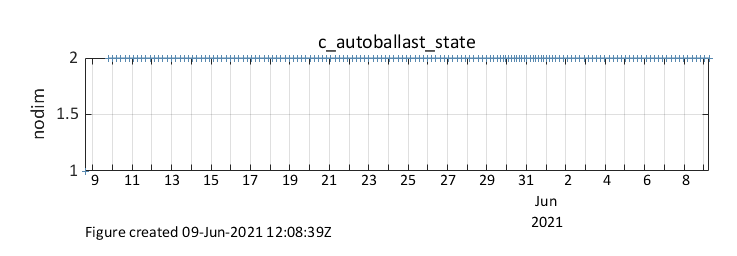 c_autoballast_state
2
1.5
1
nodim
9 11 13 15 17 19 21 23 25 27 29 31 2 4 6 8
Jun
2021
Figure created 09-Jun-2021 12:08:39Z